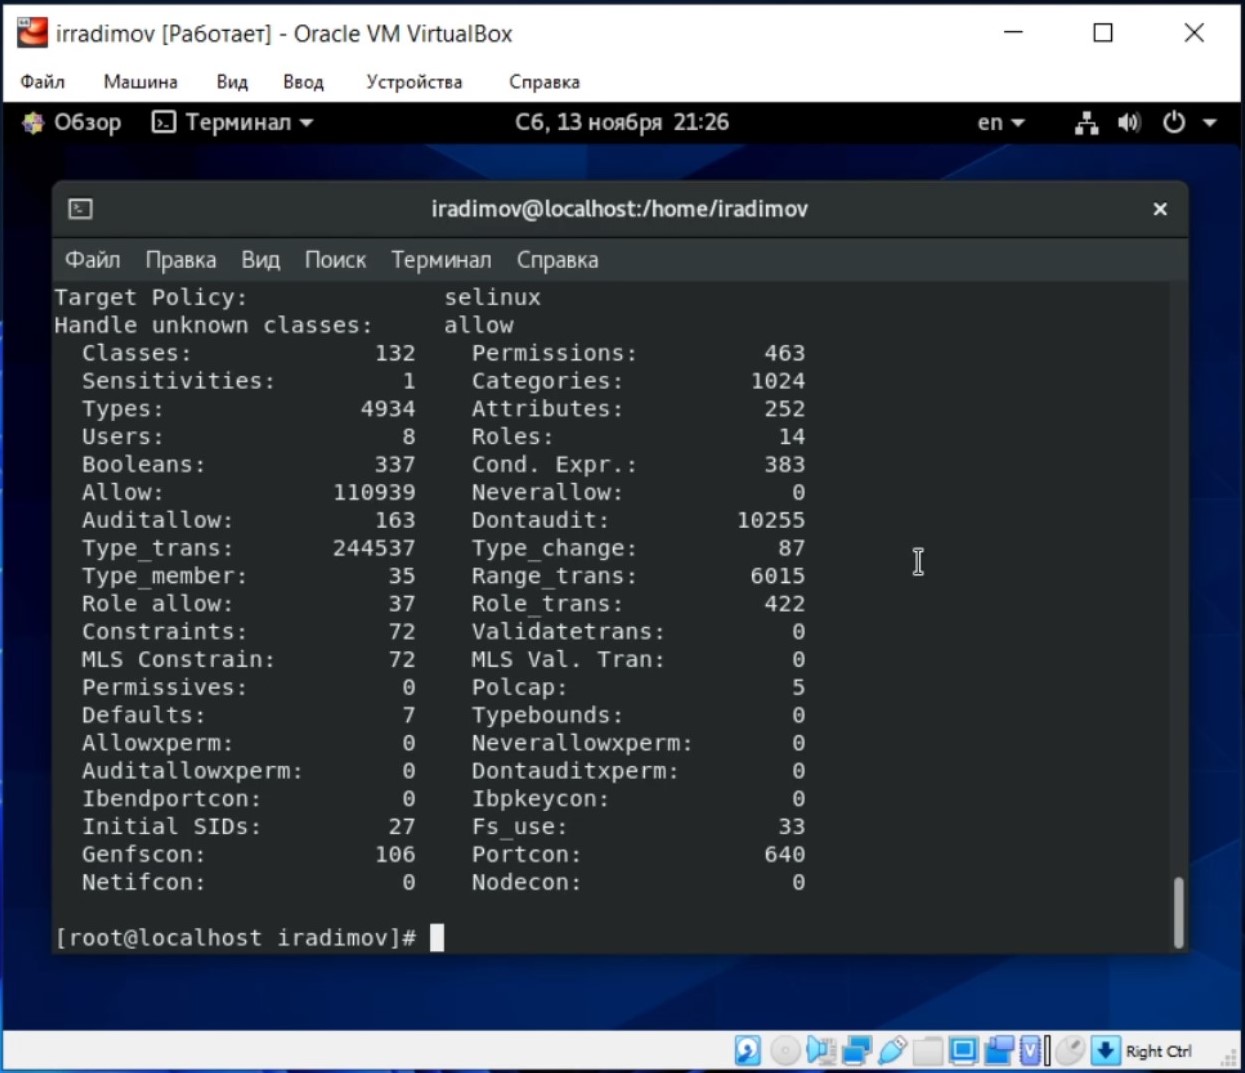 irradimov [Работает] - Oracle VM VirtualBox
Файл Машина Вид Ввод Устройства Справка
Обзор Терминал Сб, 13 ноября 21:26 en
iradimov@localhost:/home/iradimov
Файл Правка Вид Поиск Терминал Справка
Target Policy: selinux
Handle unknown classes: allow
Classes: 132 Permissions: 463
Sensitivities: 1 Categories: 1024
Types: 4934 Attributes: 252
Users: 8 Roles: 14
Booleans: 337 Cond. Expr.: 383
Allow: 110939 Neverallow: 0
Auditallow: 163 Dontaudit: 10255
Type_trans: 244537 Type_change: 87
Type_member: 35 Range_trans: 6015
Role allow: 37 Role_trans: 422
Constraints: 72 Validatetrans: 0
MLS Constrain: 72 MLS Val. Tran: 0
Permissives: 0 Polcap: 5
Defaults: 7 Typebounds: 0
Allowxperm: 0 Neverallowxperm: 0
Auditallowxperm: 0 Dontauditxperm: 0
Ibendportcon: 0 Ibpkeycon: 0
Initial SIDs: 27 Fs_use: 33
Genfscon: 106 Portcon: 640
Netifcon: 0 Nodecon: 0
[root@localhost iradimov]#
Right Ctrl